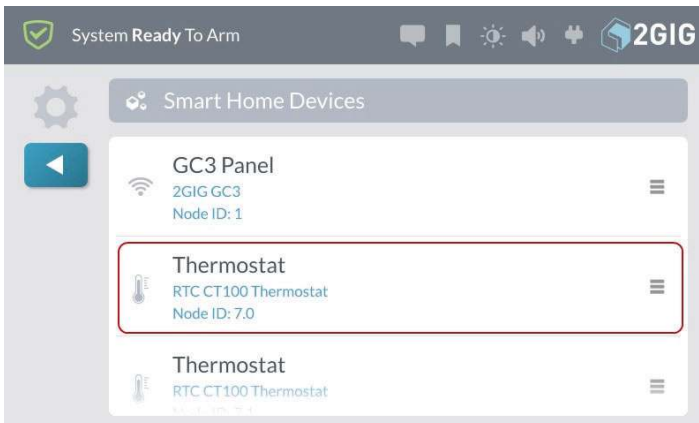 System Ready To Arm
2GIG
Smart Home Devices
GC3 Panel
2GIG GC3
Node ID: 1
Thermostat
RTC CT100 Thermostat
Node ID: 7.0
Thermostat
RTC CT100 Thermostat